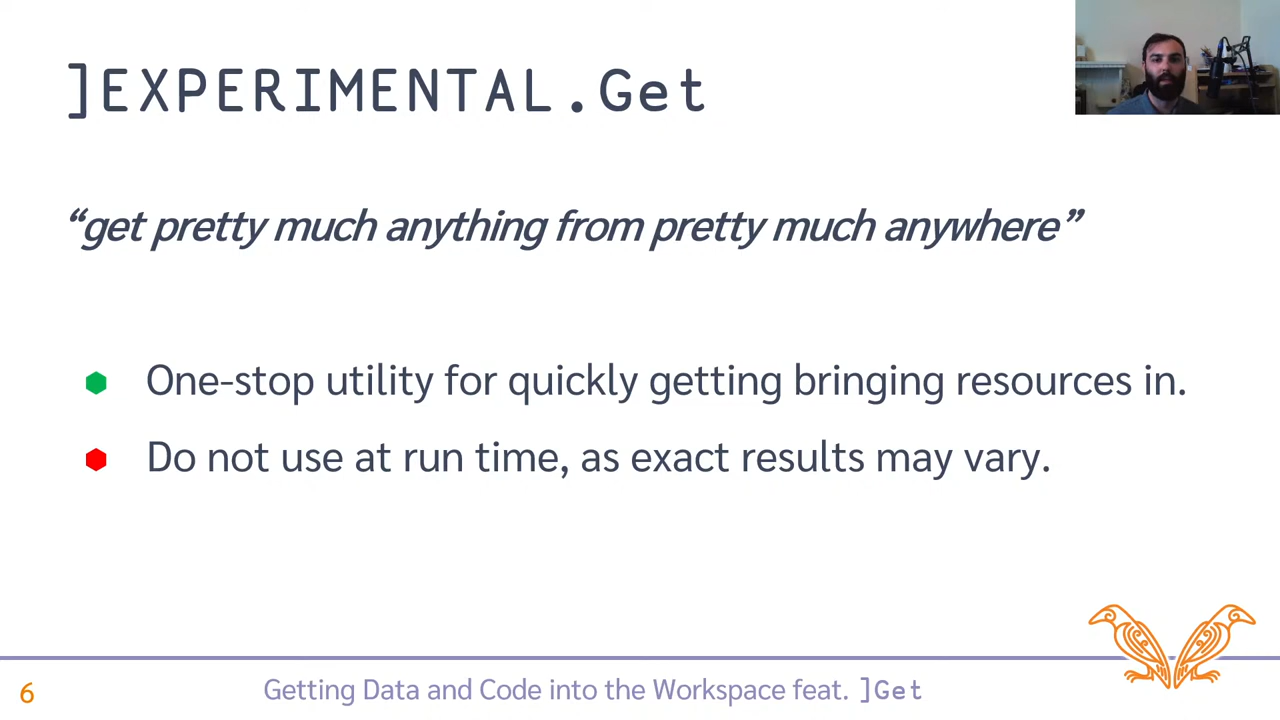 ]EXPERIMENTAL.Get
“get pretty much anything from pretty much anywhere”
One-stop utility for quickly getting bringing resources in.
Do not use at run time, as exact results may vary.
6
Getting Data and Code into the Workspace feat. ]Get